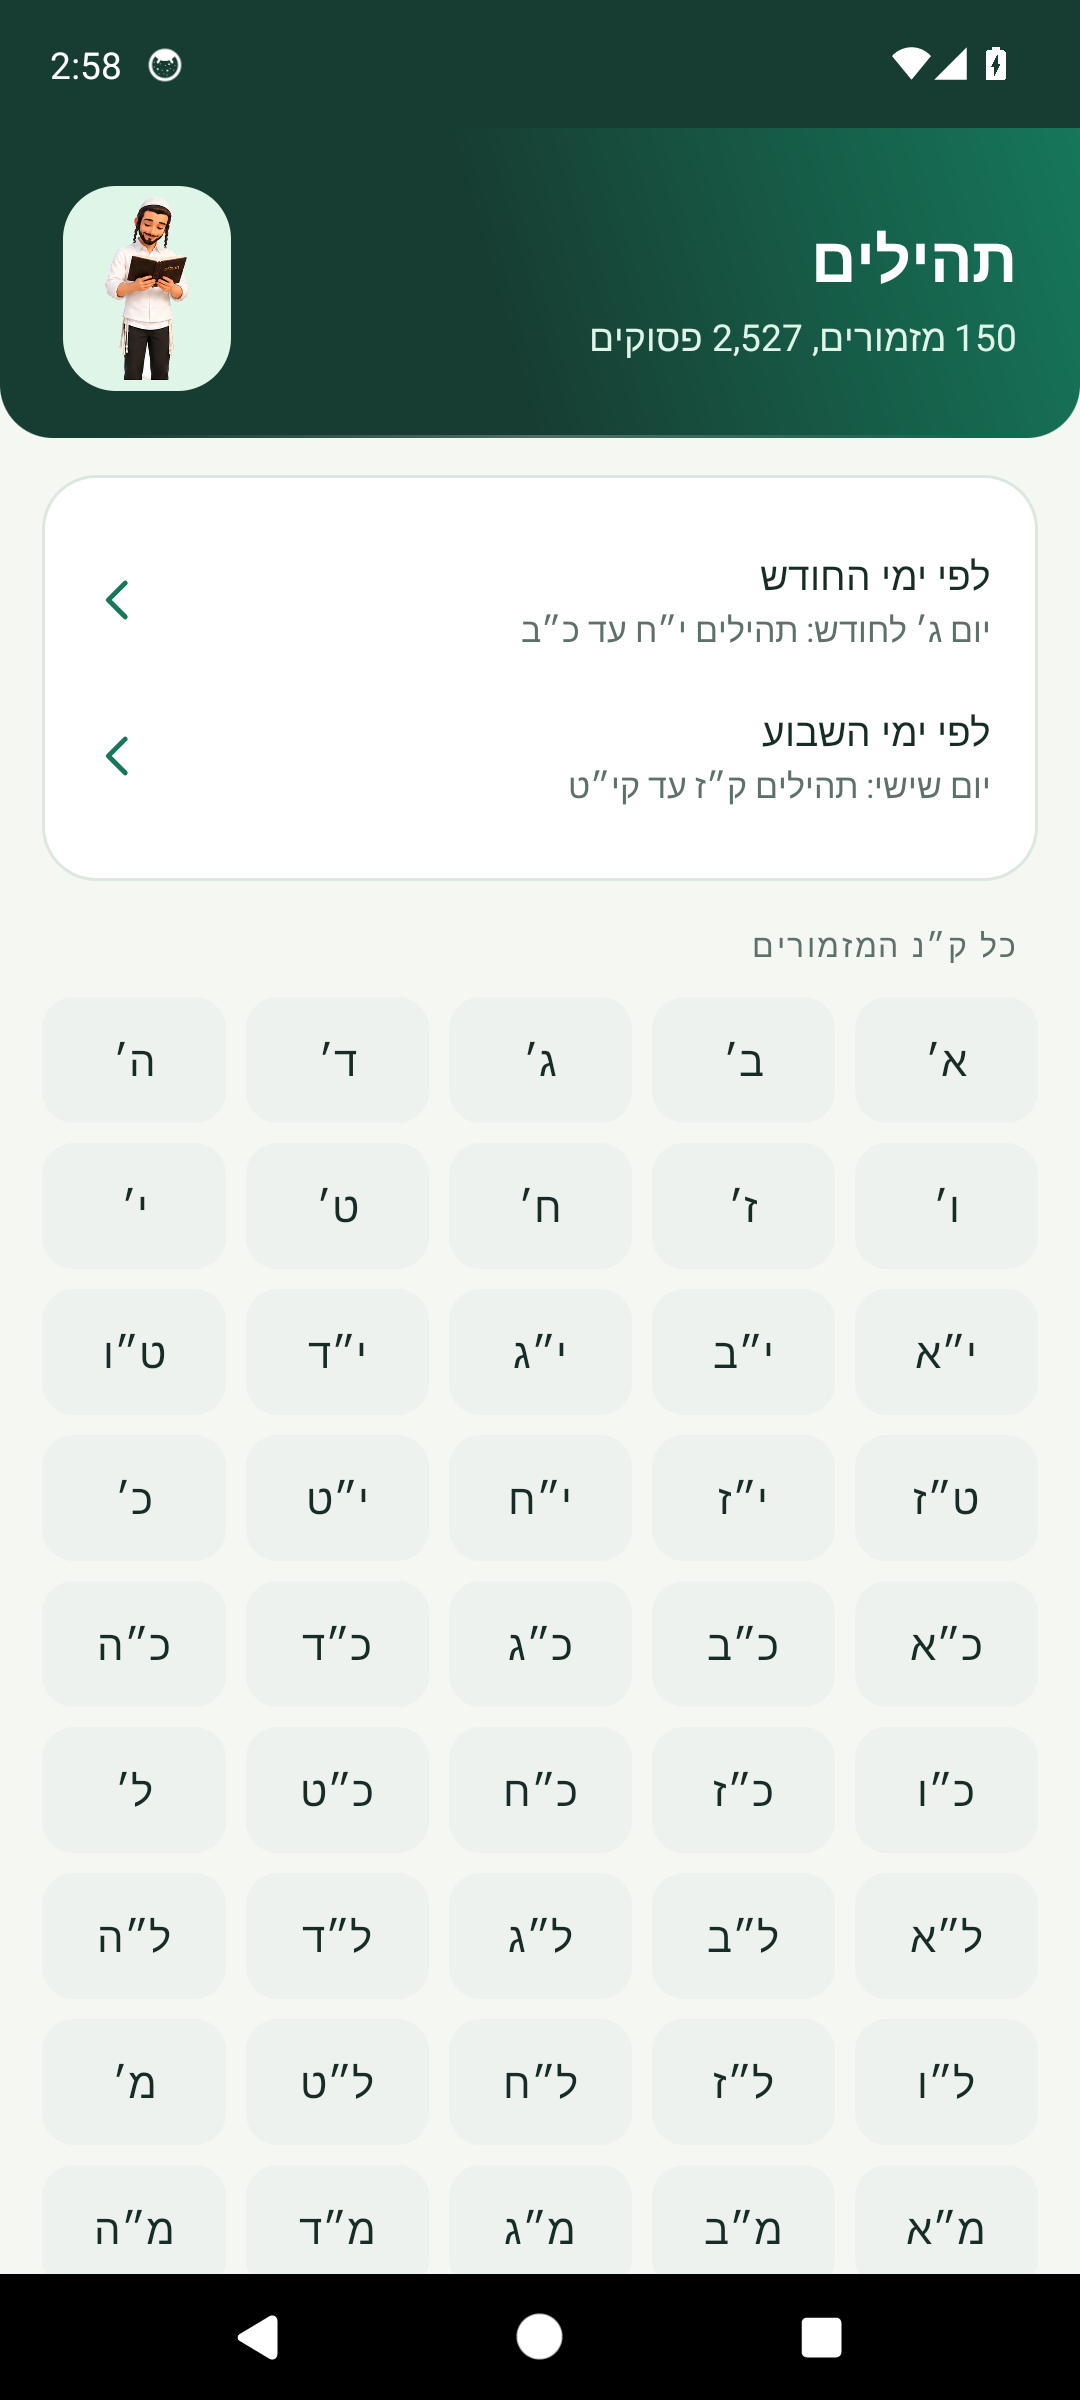 2:58
תהילים
150 מזמורים, 2,527 פסוקים
לפי ימי החודש
יום ג׳ לחודש: תהילים י״ח עד כ״ב
לפי ימי השבוע
יום שישי: תהילים ק״ז עד קי״ט
כל ק״נ המזמורים
א׳ ב׳ ג׳ ד׳ ה׳
ו׳ ז׳ ח׳ ט׳ י׳
י״א י״ב י״ג י״ד ט״ו
ט״ז י״ז י״ח י״ט כ׳
כ״א כ״ב כ״ג כ״ד כ״ה
כ״ו כ״ז כ״ח כ״ט ל׳
ל״א ל״ב ל״ג ל״ד ל״ה
ל״ו ל״ז ל״ח ל״ט מ׳
מ״א מ״ב מ״ג מ״ד מ״ה